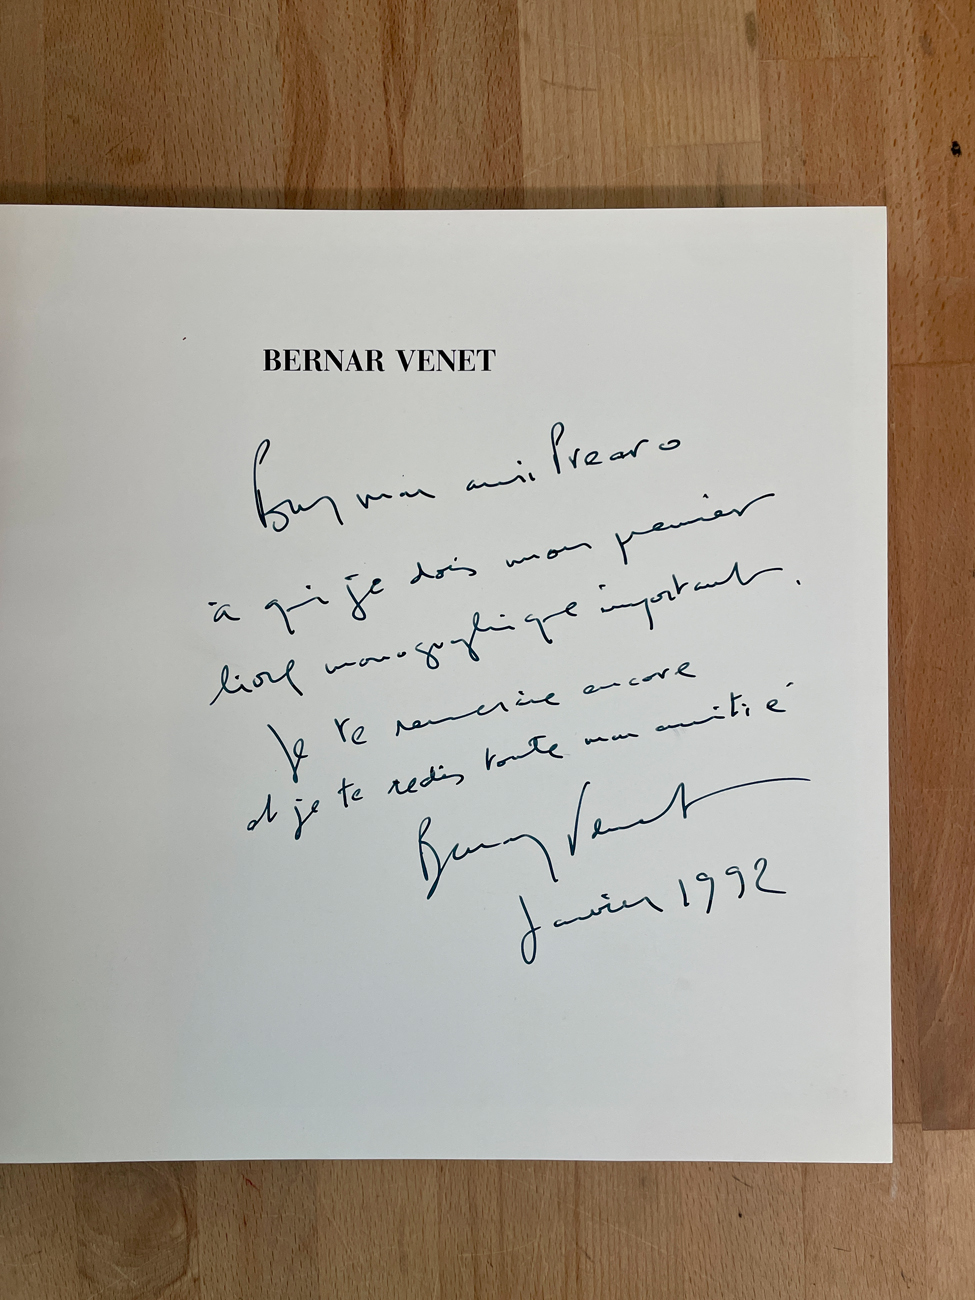 BERNAR VENET
Pour mon ami Prearo
à qui je dois mon premier
livre monographique important.
Je te remercie encore
et je te redis toute mon amitié
Bernar Venet
Janvier 1992